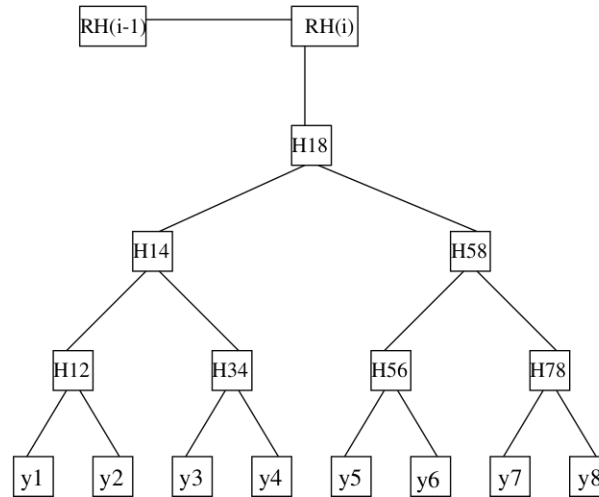 RH(i-1) RH(i)
H18
H14 H58
H12 H34 H56 H78
y1 y2 y3 y4 y5 y6 y7 y8